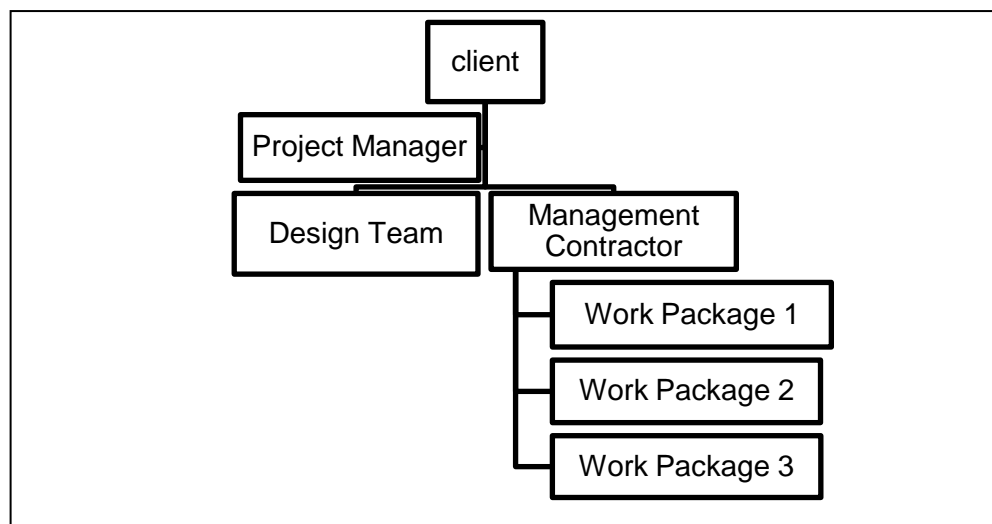 client
Project Manager
Design Team
Management
Contractor
Work Package 1
Work Package 2
Work Package 3